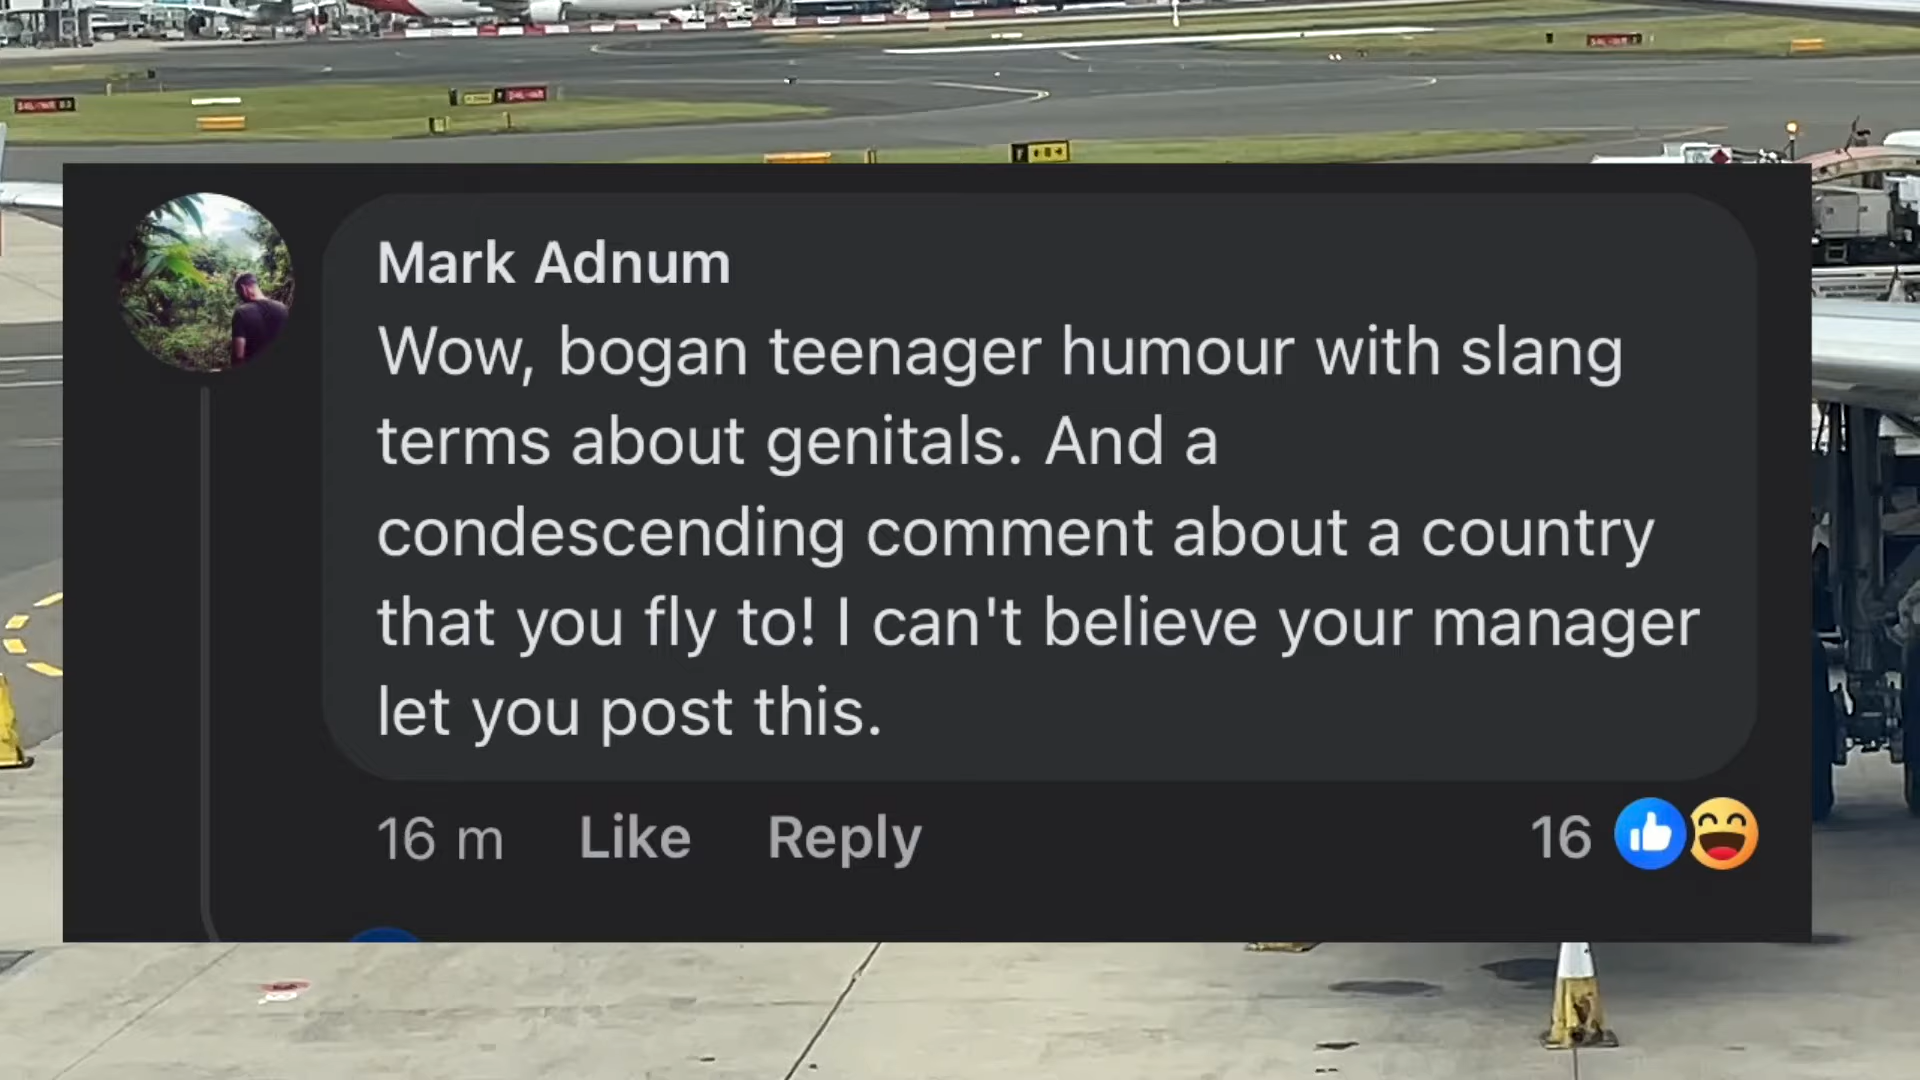 Mark Adnum
Wow, bogan teenager humour with slang
terms about genitals. And a
condescending comment about a country
that you fly to! I can't believe your manager
let you post this.
16 m Like Reply 16